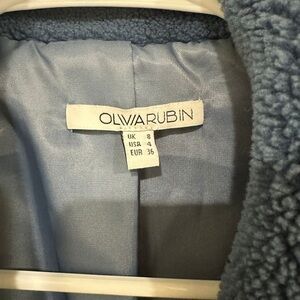 OLIVIA RUBIN
UK 8
USA 4
EUR 36